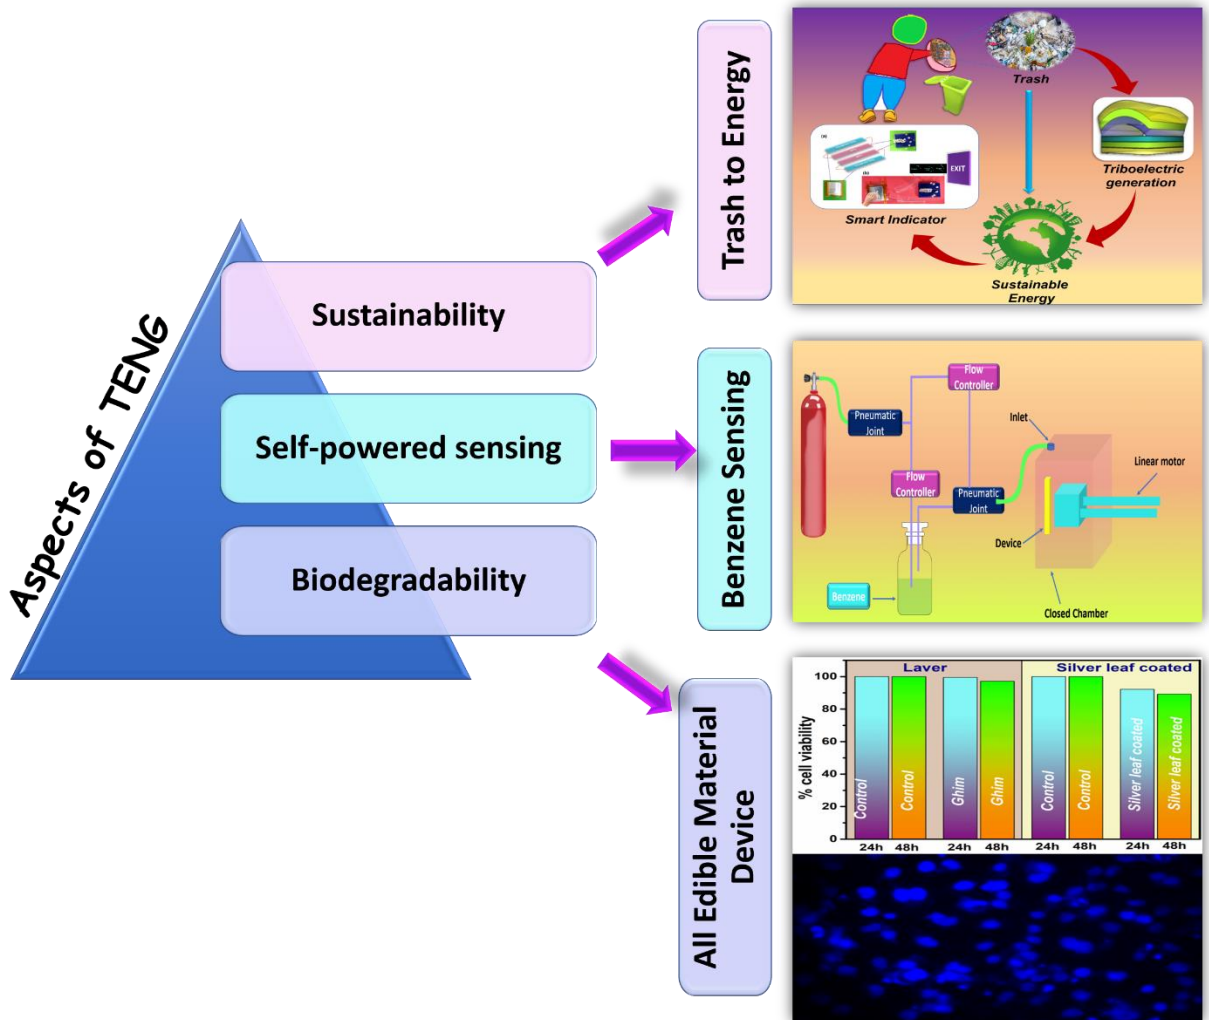 Aspects of TENG
Sustainability
Self-powered sensing
Biodegradability
Trash to Energy
Trash
Triboelectric
generation
Sustainable
Energy
Smart Indicator
(a)
(b)
EXIT
Benzene Sensing
Flow
Controller
Pneumatic
Joint
Inlet
Linear motor
Flow
Controller
Pneumatic
Joint
Device
Benzene
Closed Chamber
All Edible Material
Device
Laver
Silver leaf coated
% cell viability
100
80
60
40
20
0
Control
Control
Ghim
Ghim
Control
Control
Silver leaf coated
Silver leaf coated
24h 48h 24h 48h 24h 48h 24h 48h